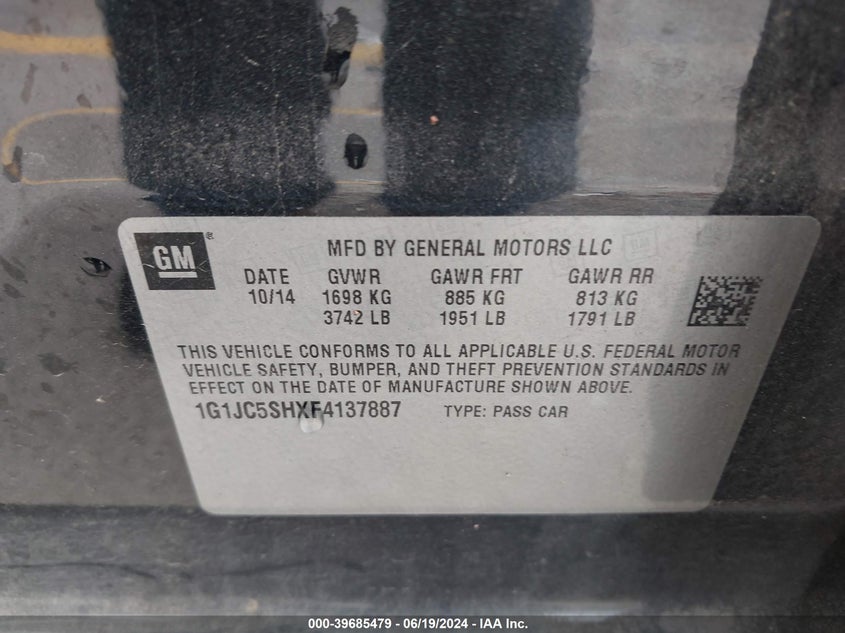 GM ®
MFD BY GENERAL MOTORS LLC
DATE GVWR GAWR FRT GAWR RR
10/14 1698 KG 885 KG 813 KG
3742 LB 1951 LB 1791 LB
THIS VEHICLE CONFORMS TO ALL APPLICABLE U.S. FEDERAL MOTOR
VEHICLE SAFETY, BUMPER, AND THEFT PREVENTION STANDARDS IN
EFFECT ON THE DATE OF MANUFACTURE SHOWN ABOVE.
1G1JC5SHXF4137887 TYPE: PASS CAR
000-39685479 - 06/19/2024 - IAA Inc.